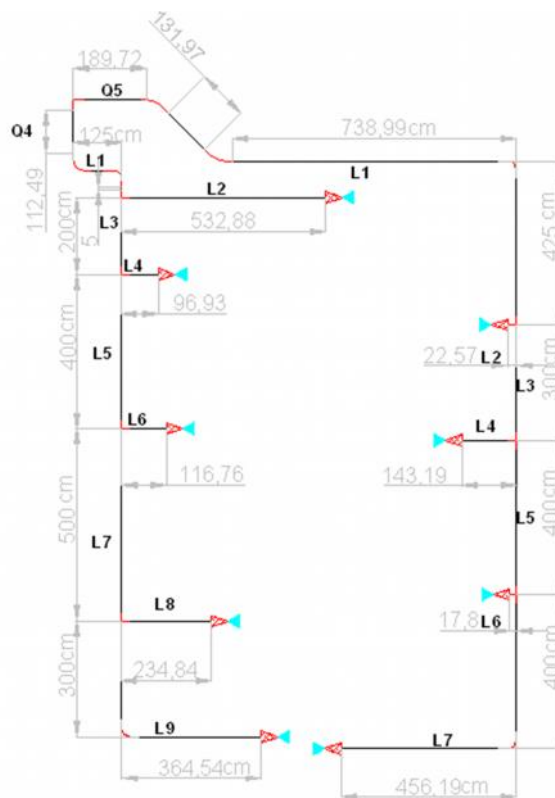 189,72
131,97
Q5
Q4
738,99cm
125cm
L1
L1
112,49
L2
L3
5
200cm
532,88
425
L4
96,93
22,57
L2
L3
300cm
L5
400cm
L6
L4
116,76
143,19
400cm
L5
500cm
L7
L8
17,8
L6
234,84
300cm
400cm
L9
L7
364,54cm
456,19cm